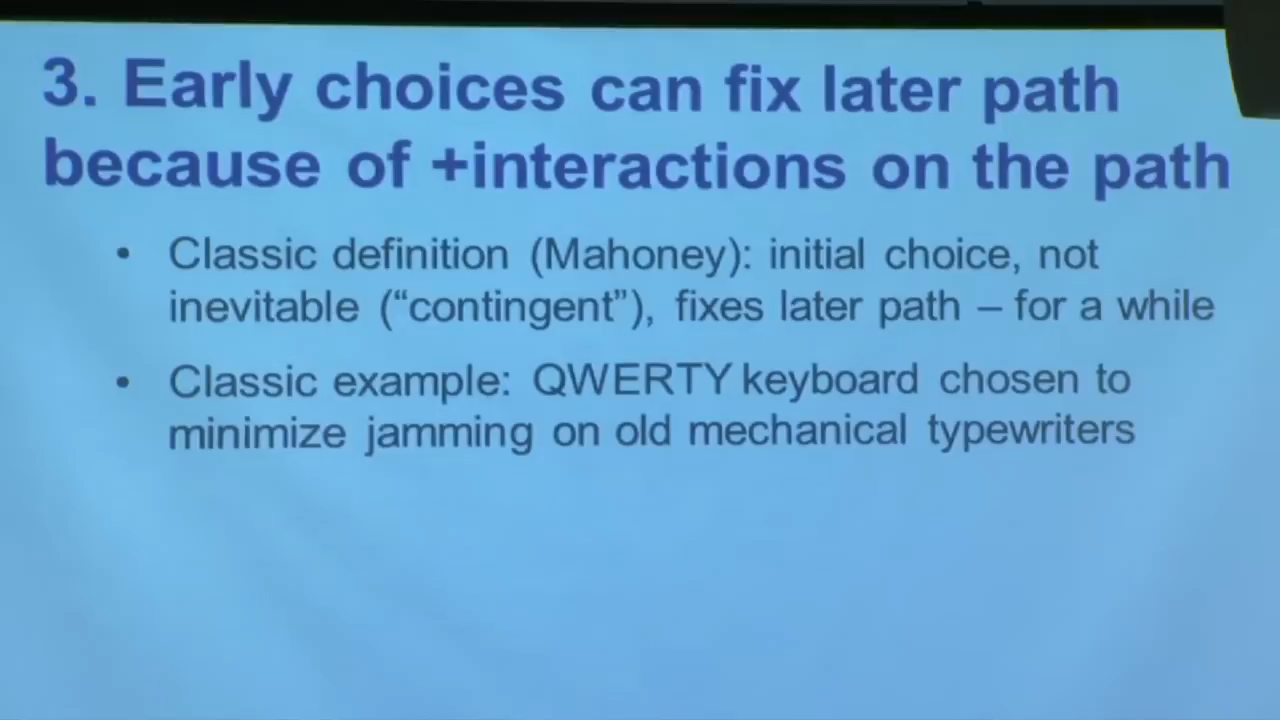 3. Early choices can fix later path
because of +interactions on the path
• Classic definition (Mahoney): initial choice, not
inevitable (“contingent”), fixes later path – for a while
• Classic example: QWERTY keyboard chosen to
minimize jamming on old mechanical typewriters